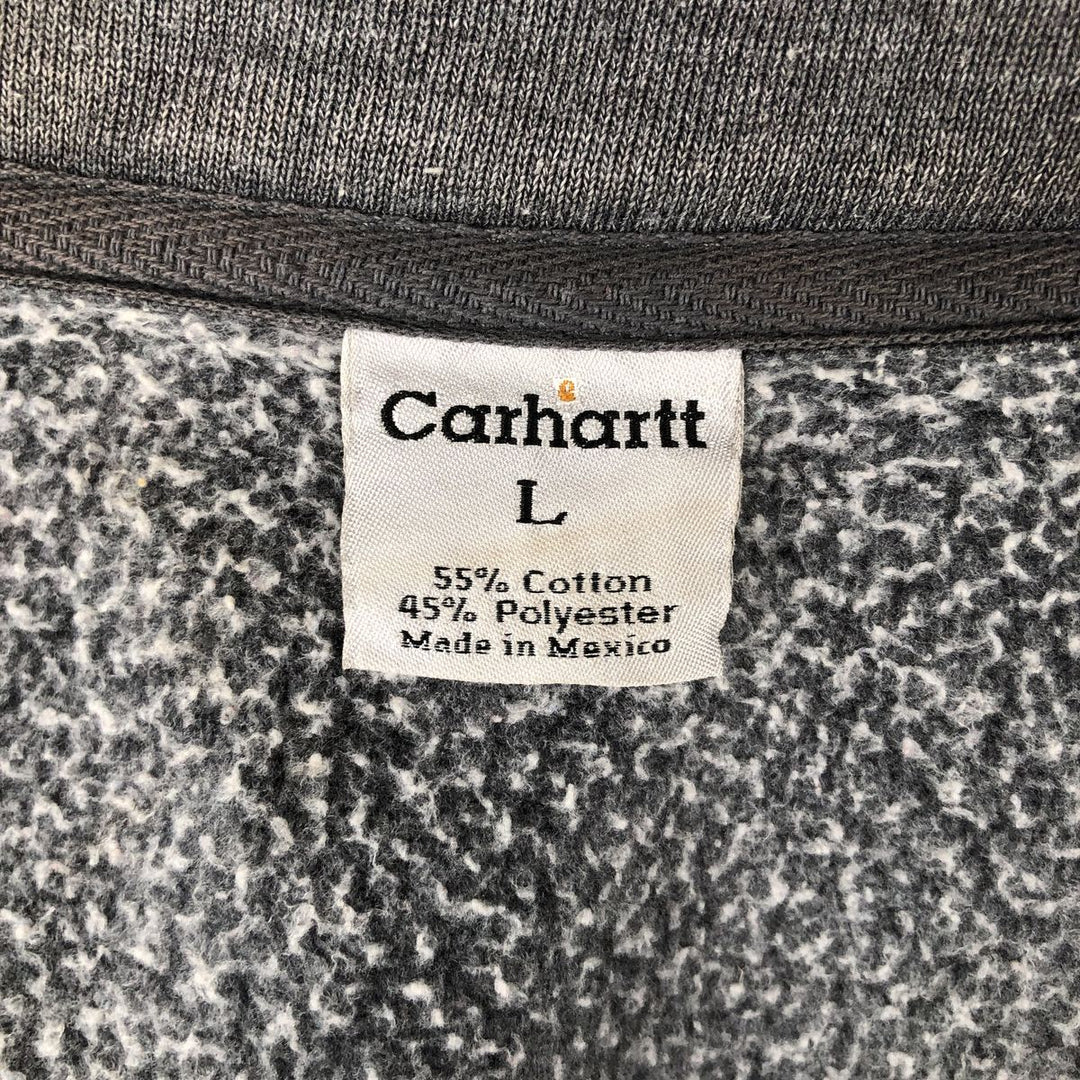 Carhartt
L
55% Cotton
45% Polyester
Made in Mexico